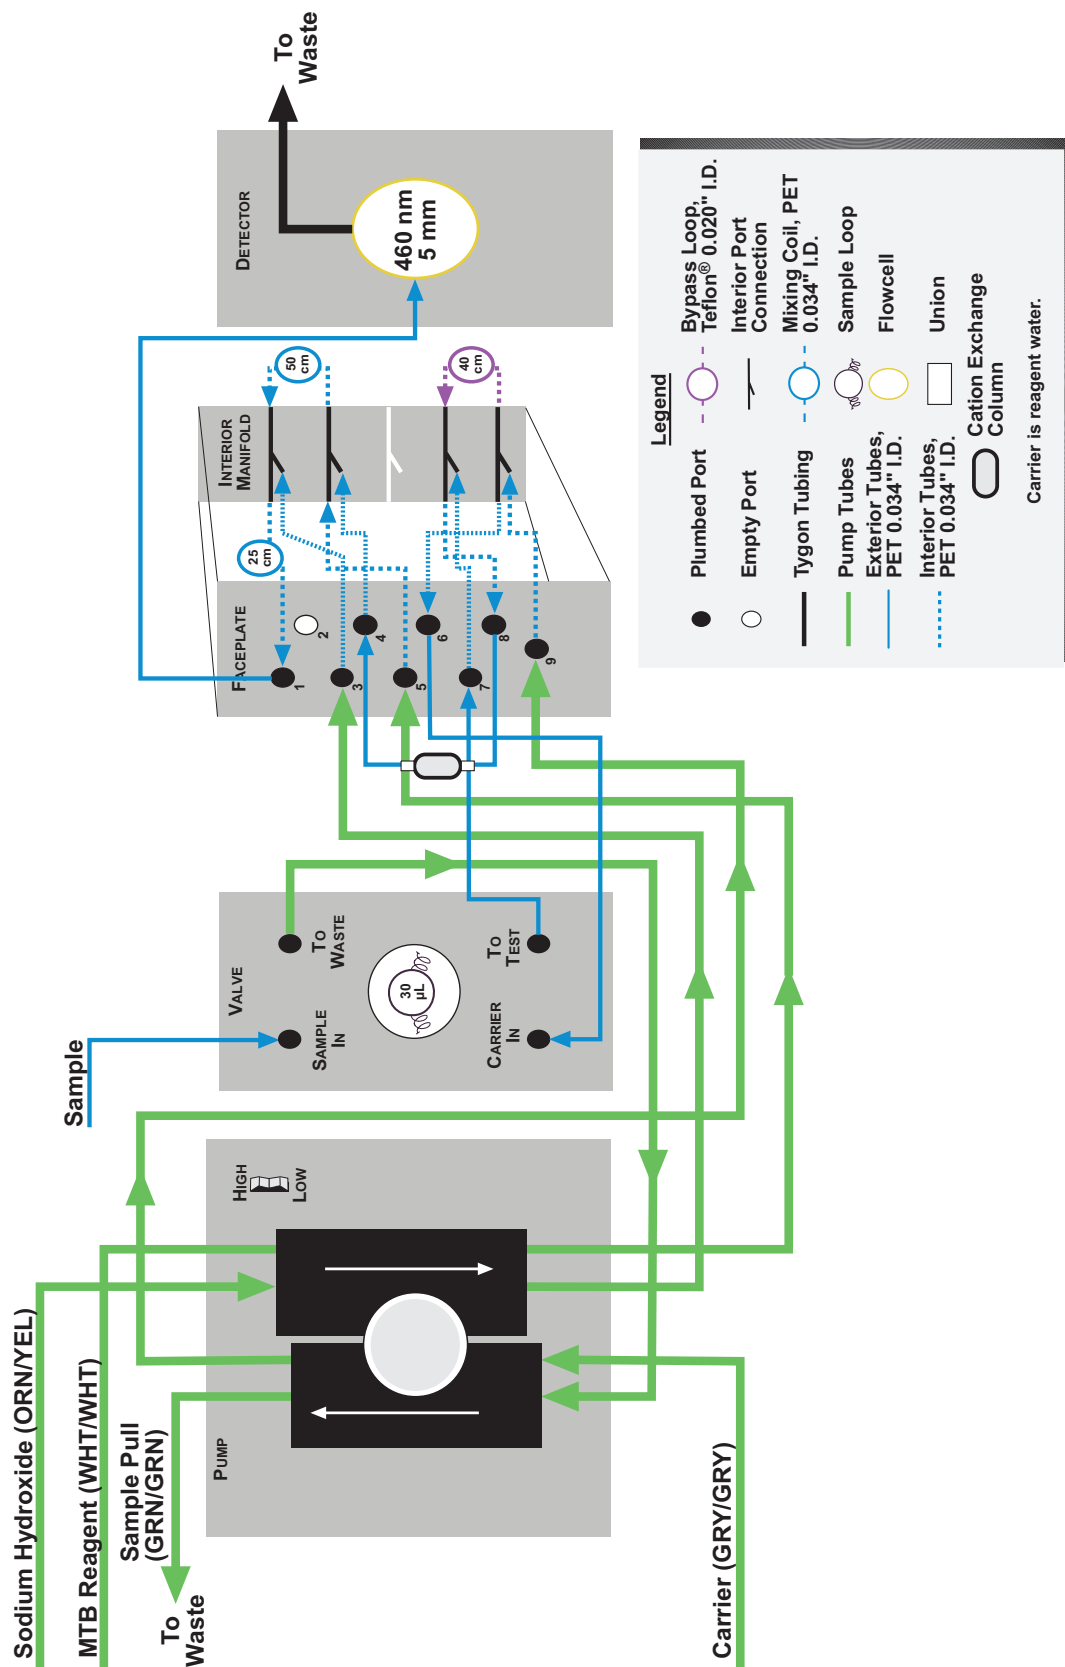 Sodium Hydroxide (ORN/YEL)
MTB Reagent (WHT/WHT)
Sample Pull
(GRN/GRN)
To
Waste
Carrier (GRY/GRY)
PUMP
HIGH
LOW
Sample
VALVE
SAMPLE
IN
TO
WASTE
30
µL
CARRIER
IN
TO
TEST
FACEPLATE
1
2
3
4
5
6
7
8
9
25
cm
INTERIOR
MANIFOLD
50
cm
40
cm
DETECTOR
460 nm
5 mm
To
Waste
Legend
Plumbed Port
Empty Port
Tygon Tubing
Pump Tubes
Exterior Tubes,
PET 0.034" I.D.
Interior Tubes,
PET 0.034" I.D.
Bypass Loop,
Teflon® 0.020" I.D.
Interior Port
Connection
Mixing Coil, PET
0.034" I.D.
Sample Loop
Flowcell
Union
Cation Exchange
Column
Carrier is reagent water.